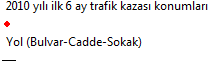 2010 yılı ilk 6 ay trafik kazası konumları
Yol (Bulvar-Cadde-Sokak)